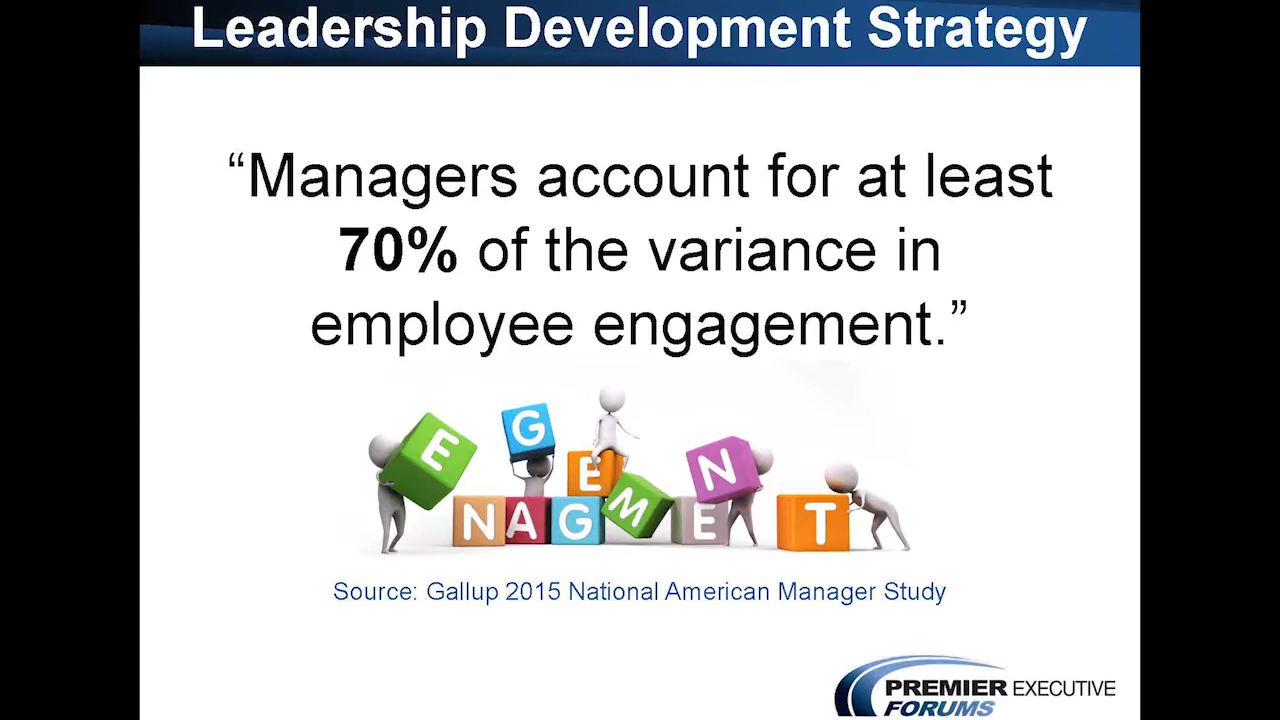 Leadership Development Strategy
“Managers account for at least
70% of the variance in
employee engagement.”
G
E
E N
N A G M E T
Source: Gallup 2015 National American Manager Study
PREMIER EXECUTIVE
FORUMS